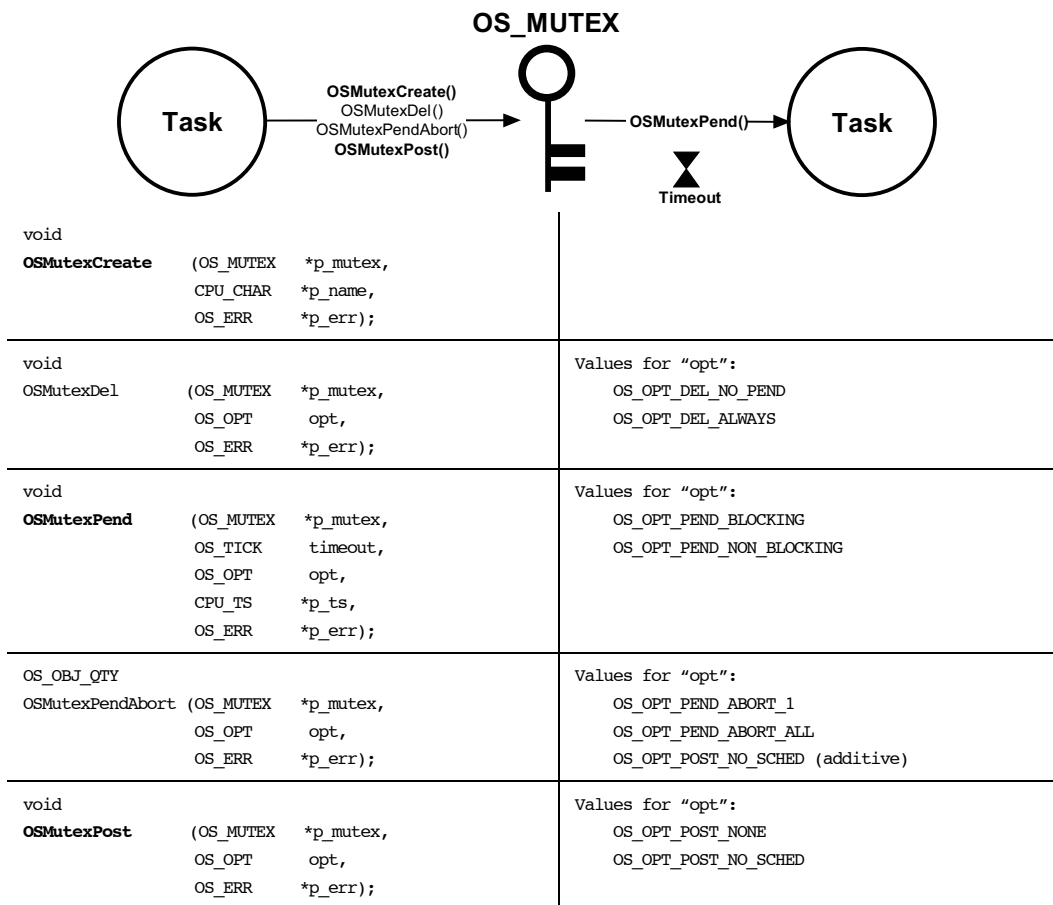 OS_MUTEX
Task
OSMutexCreate()
OSMutexDel()
OSMutexPendAbort()
OSMutexPost()
OSMutexPend()
Timeout
Task
void
OSMutexCreate (OS_MUTEX *p_mutex,
CPU_CHAR *p_name,
OS_ERR *p_err);
void
OSMutexDel (OS_MUTEX *p_mutex,
OS_OPT opt,
OS_ERR *p_err);
Values for “opt”:
OS_OPT_DEL_NO_PEND
OS_OPT_DEL_ALWAYS
void
OSMutexPend (OS_MUTEX *p_mutex,
OS_TICK timeout,
OS_OPT opt,
CPU_TS *p_ts,
OS_ERR *p_err);
Values for “opt”:
OS_OPT_PEND_BLOCKING
OS_OPT_PEND_NON_BLOCKING
OS_OBJ_QTY
OSMutexPendAbort (OS_MUTEX *p_mutex,
OS_OPT opt,
OS_ERR *p_err);
Values for “opt”:
OS_OPT_PEND_ABORT_1
OS_OPT_PEND_ABORT_ALL
OS_OPT_POST_NO_SCHED (additive)
void
OSMutexPost (OS_MUTEX *p_mutex,
OS_OPT opt,
OS_ERR *p_err);
Values for “opt”:
OS_OPT_POST_NONE
OS_OPT_POST_NO_SCHED